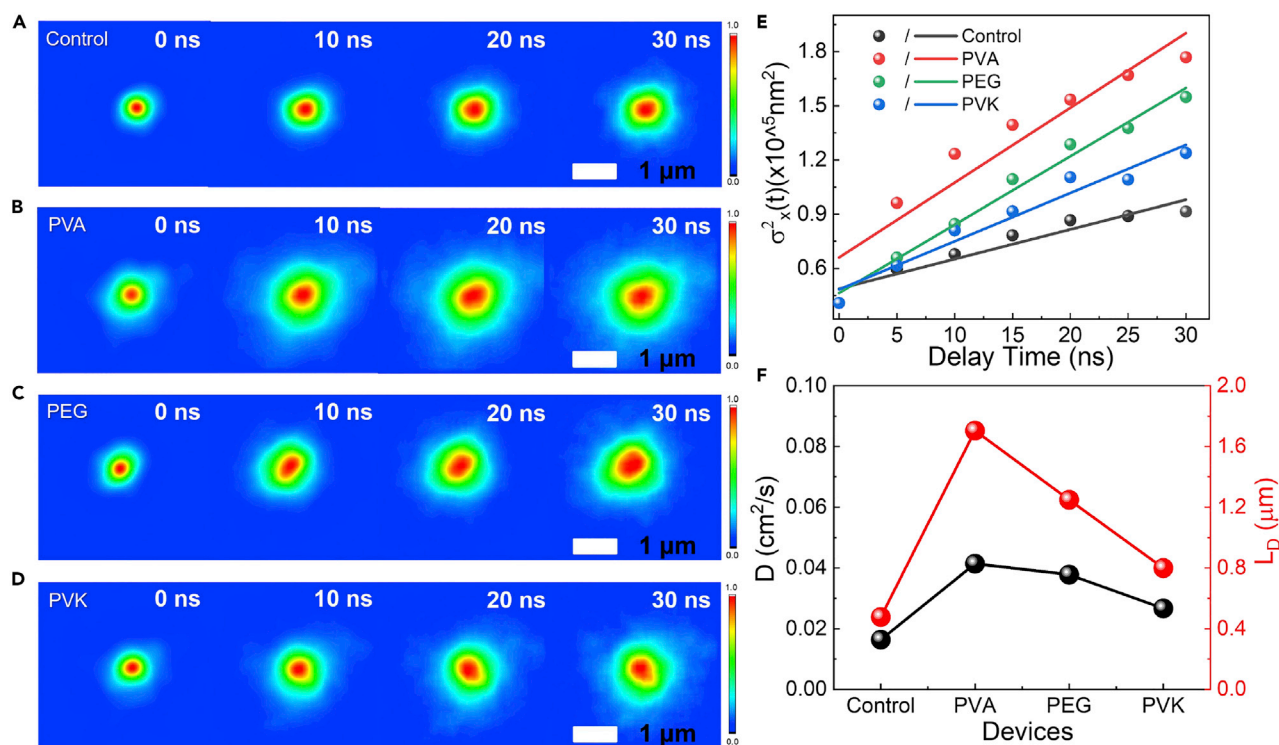 A
Control
0 ns
10 ns
20 ns
30 ns
1 μm
1.0
0.0
B
PVA
0 ns
10 ns
20 ns
30 ns
1 μm
1.0
0.0
C
PEG
0 ns
10 ns
20 ns
30 ns
1 μm
1.0
0.0
D
PVK
0 ns
10 ns
20 ns
30 ns
1 μm
1.0
0.0
E
σ²ₓ(t)(x10^5nm²)
1.8
1.5
1.2
0.9
0.6
/ Control
/ PVA
/ PEG
/ PVK
0 5 10 15 20 25 30
Delay Time (ns)
F
D (cm²/s)
0.10
0.08
0.06
0.04
0.02
0.00
2.0
1.6
1.2
0.8
0.4
0.0
L_D (μm)
Control PVA PEG PVK
Devices